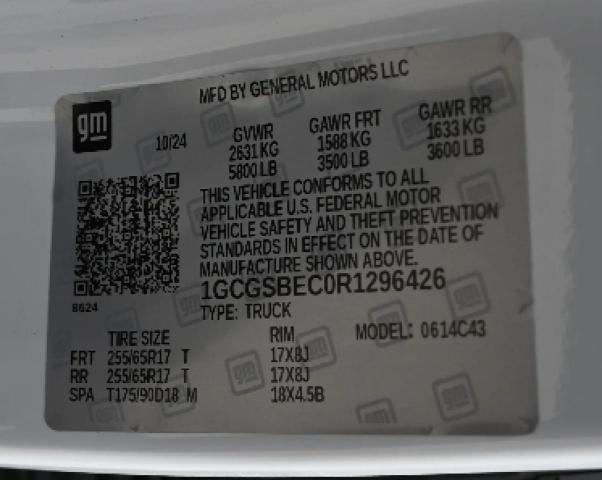 MFD BY GENERAL MOTORS LLC
gm
10/24 GVWR GAWR FRT GAWR RR
2631 KG 1588 KG 1633 KG
5800 LB 3500 LB 3600 LB
THIS VEHICLE CONFORMS TO ALL
APPLICABLE U.S. FEDERAL MOTOR
VEHICLE SAFETY AND THEFT PREVENTION
STANDARDS IN EFFECT ON THE DATE OF
MANUFACTURE SHOWN ABOVE.
1GCGSBEC0R1296426
8624
TYPE: TRUCK
TIRE SIZE RIM MODEL: 0614C43
FRT 255/65R17 T 17X8J
RR 255/65R17 T 17X8J
SPA T175/90D18 M 18X4.5B